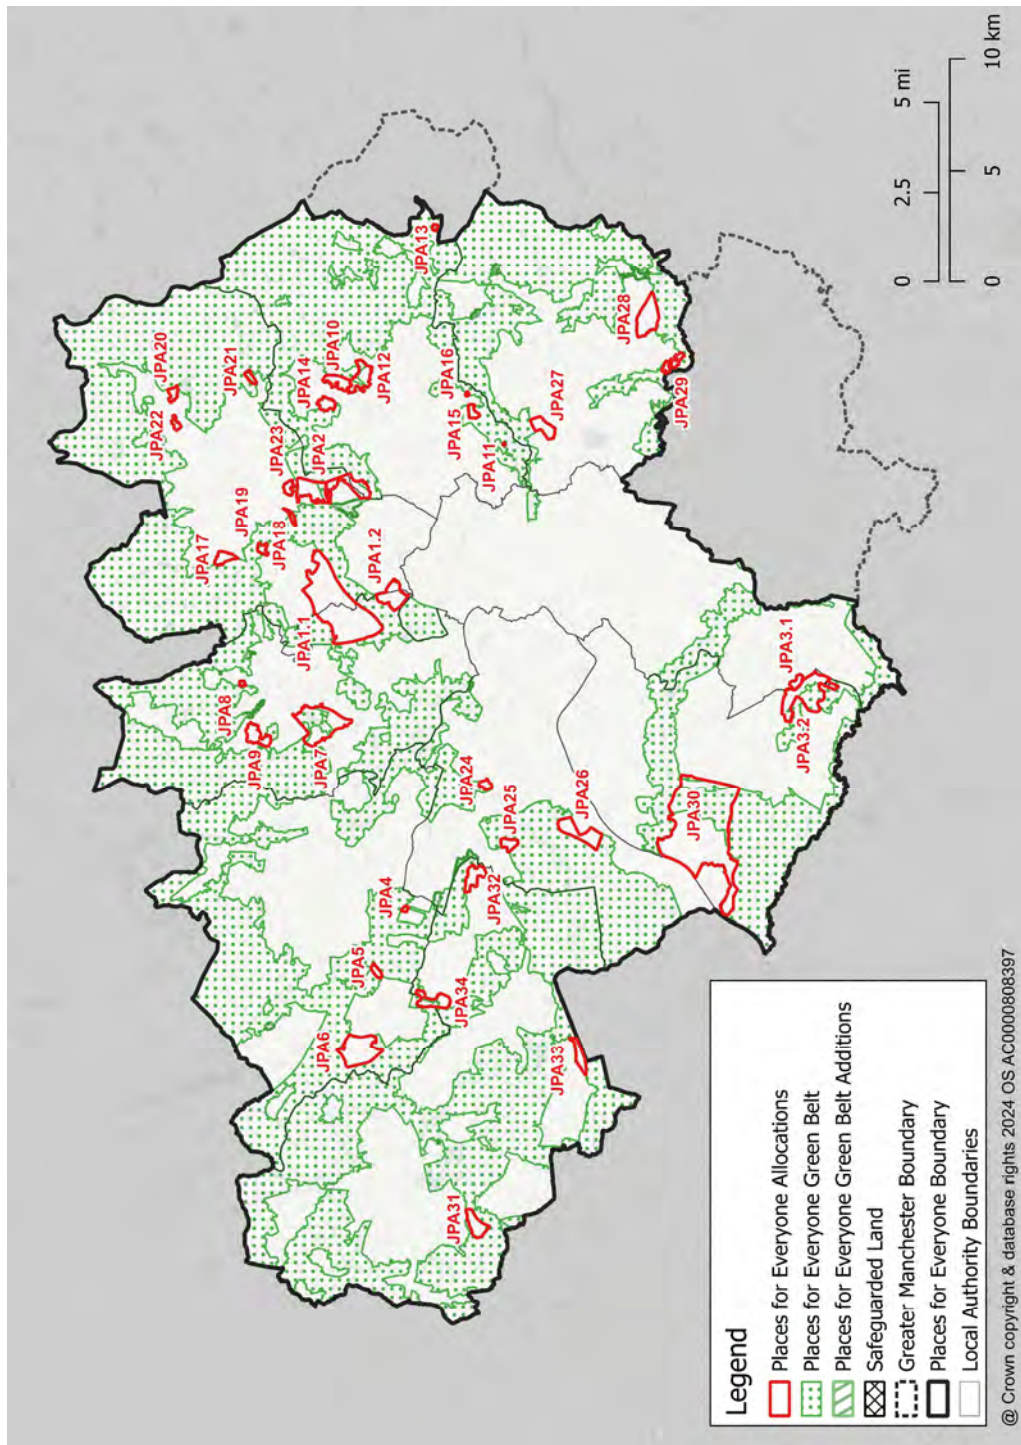 JPA20
JPA22
JPA21
JPA17
JPA19
JPA18
JPA23
JPA2
JPA14
JPA10
JPA12
JPA13
JPA1.1
JPA1.2
JPA8
JPA9
JPA7
JPA16
JPA15
JPA11
JPA27
JPA28
JPA29
JPA24
JPA25
JPA26
JPA4
JPA32
JPA5
JPA34
JPA6
JPA33
JPA31
JPA30
JPA3.1
JPA3.2
0 2.5 5 mi
0 5 10 km
Legend
Places for Everyone Allocations
Places for Everyone Green Belt
Places for Everyone Green Belt Additions
Safeguarded Land
Greater Manchester Boundary
Places for Everyone Boundary
Local Authority Boundaries
@ Crown copyright & database rights 2024 OS AC0000808397